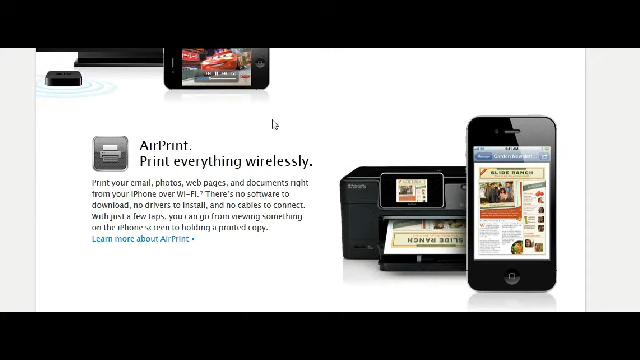 AirPrint.
Print everything wirelessly.
Print your email, photos, web pages, and documents right
from your iPhone over Wi-Fi. There's no software to
download, no drivers to install, and no cables to connect.
With just a few taps, you can go from viewing something
on the iPhone screen to holding a printed copy.
Learn more about AirPrint
SLIDE RANCH
SLIDE RANCH